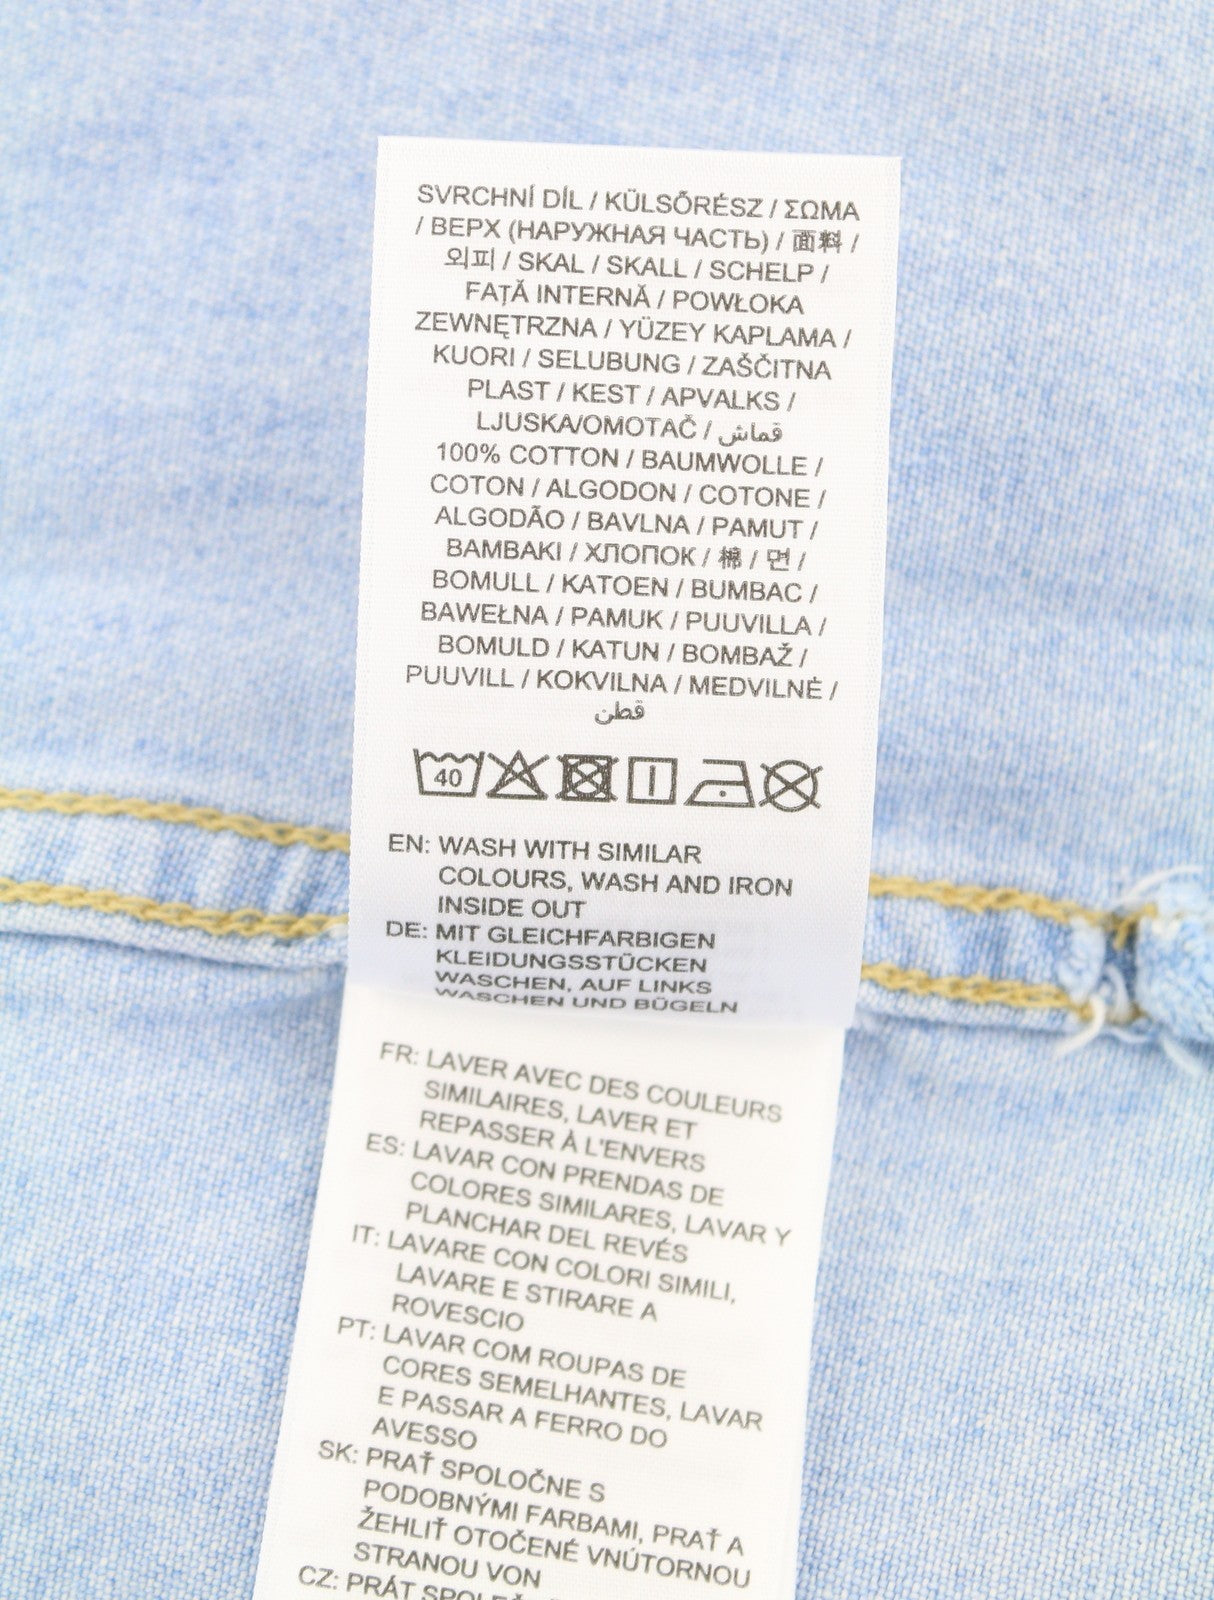 SVRCHNÍ DÍL / KÜLSŐRÉSZ / ΣΩΜΑ
/ ВЕРХ (НАРУЖНАЯ ЧАСТЬ) / 面料 /
외피 / SKAL / SKALL / SCHELP /
FAȚĂ INTERNĂ / POWŁOKA
ZEWNĘTRZNA / YÜZEY KAPLAMA /
KUORI / SELUBUNG / ZAŠČITNA
PLAST / KEST / APVALKS /
LJUSKA/OMOTAČ / قماش
100% COTTON / BAUMWOLLE /
COTON / ALGODON / COTONE /
ALGODÃO / BAVLNA / PAMUT /
BAMBAKI / ХЛОПОК / 棉 / 면 /
BOMULL / KATOEN / BUMBAC /
BAWEŁNA / PAMUK / PUUVILLA /
BOMULD / KATUN / BOMBAŽ /
PUUVILL / KOKVILNA / MEDVILNĖ /
قطن
40
EN: WASH WITH SIMILAR
COLOURS, WASH AND IRON
INSIDE OUT
DE: MIT GLEICHFARBIGEN
KLEIDUNGSSTÜCKEN
WASCHEN, AUF LINKS
WASCHEN UND BÜGELN
FR: LAVER AVEC DES COULEURS
SIMILAIRES, LAVER ET
REPASSER À L'ENVERS
ES: LAVAR CON PRENDAS DE
COLORES SIMILARES, LAVAR Y
PLANCHAR DEL REVÉS
IT: LAVARE CON COLORI SIMILI,
LAVARE E STIRARE A
ROVESCIO
PT: LAVAR COM ROUPAS DE
CORES SEMELHANTES, LAVAR
E PASSAR A FERRO DO
AVESSO
SK: PRAŤ SPOLOČNE S
PODOBNÝMI FARBAMI, PRAŤ A
ŽEHLIŤ OTOČENÉ VNÚTORNOU
STRANOU VON
CZ: PRÁT